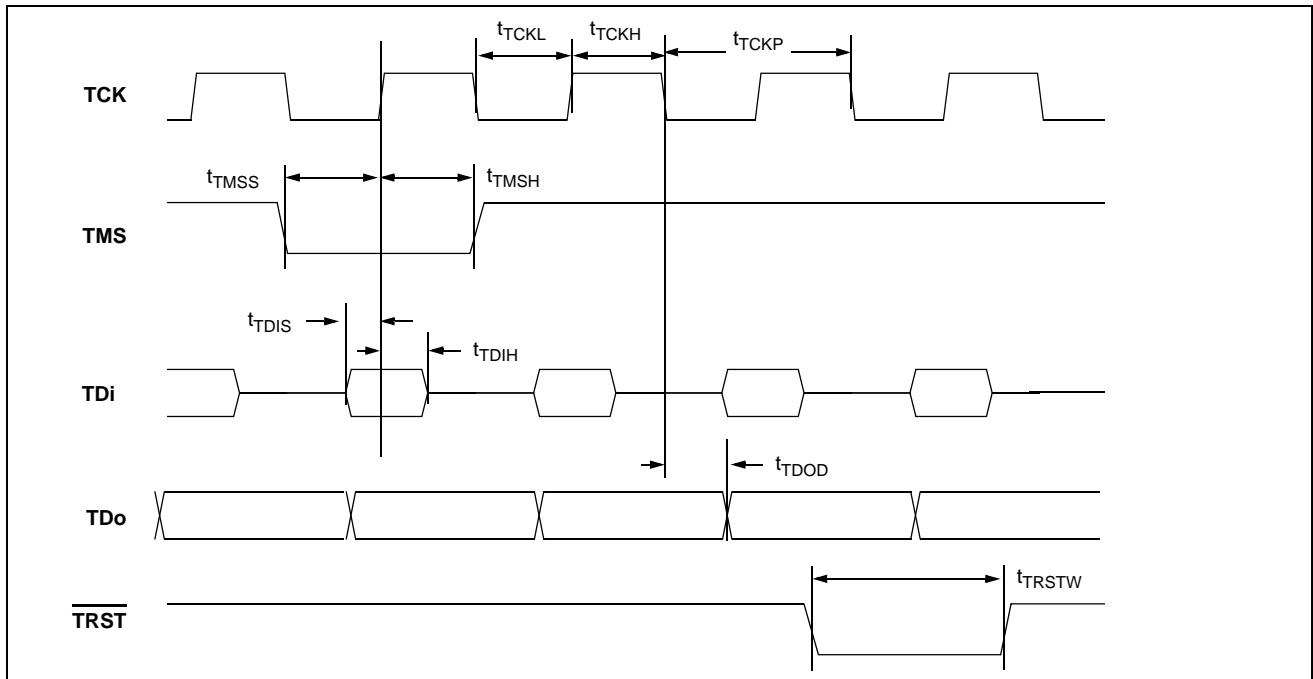 tTCKL tTCKH tTCKP
TCK
tTMSS tTMSH
TMS
tTDIS
tTDIH
TDi
tTDOD
TDo
tTRSTW
TRST